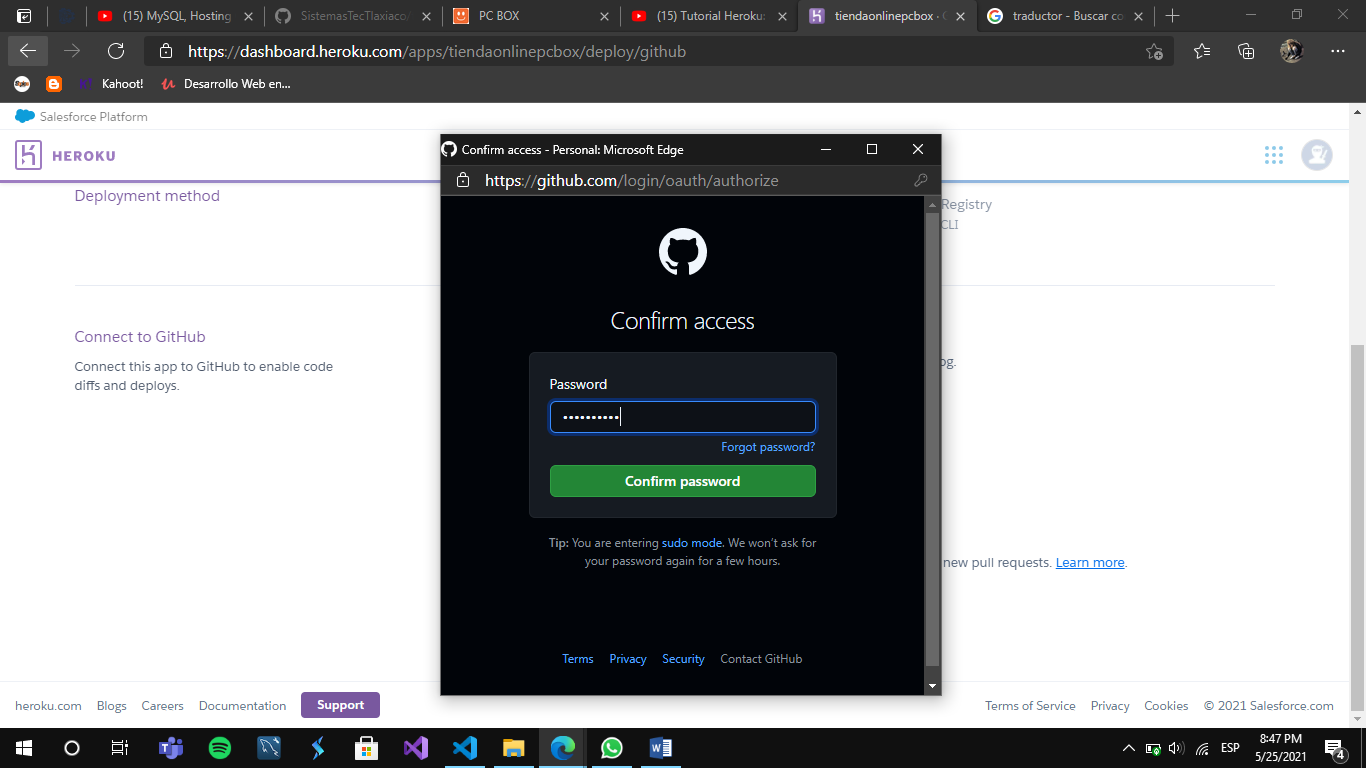 (15) MySQL, Hosting
SistemasTecTlaxiaco/
PC BOX
(15) Tutorial Heroku:
tiendaonlinepcbox · 
traductor - Buscar co
https://dashboard.heroku.com/apps/tiendaonlinepcbox/deploy/github
Kahoot!
Desarrollo Web en...
Salesforce Platform
HEROKU
Deployment method
Registry
CLI
Connect to GitHub
Connect this app to GitHub to enable code
diffs and deploys.
og.
new pull requests. Learn more.
Confirm access - Personal: Microsoft Edge
https://github.com/login/oauth/authorize
Confirm access
Password
••••••••••
Forgot password?
Confirm password
Tip: You are entering sudo mode. We won't ask for
your password again for a few hours.
Terms Privacy Security Contact GitHub
heroku.com Blogs Careers Documentation Support
Terms of Service Privacy Cookies © 2021 Salesforce.com
ESP
8:47 PM
5/25/2021
4